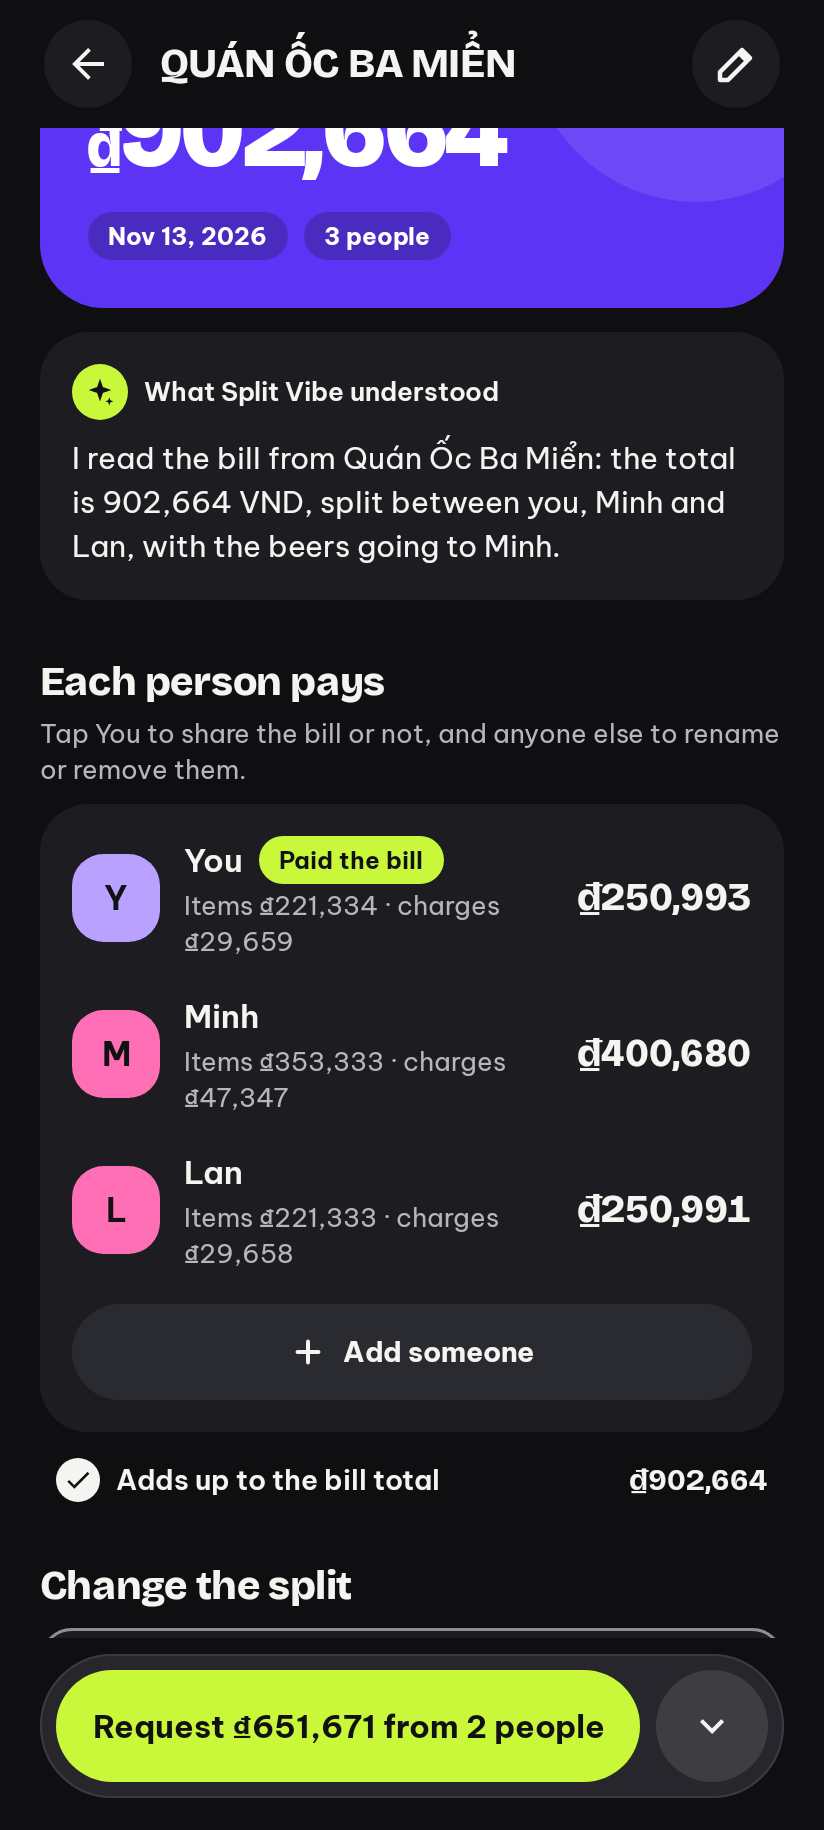 QUÁN ỐC BA MIỂN
₫902,664
Nov 13, 2026
3 people
What Split Vibe understood
I read the bill from Quán Ốc Ba Miển: the total
is 902,664 VND, split between you, Minh and
Lan, with the beers going to Minh.
Each person pays
Tap You to share the bill or not, and anyone else to rename
or remove them.
Y
You
Paid the bill
Items ₫221,334 · charges
₫29,659
₫250,993
M
Minh
Items ₫353,333 · charges
₫47,347
₫400,680
L
Lan
Items ₫221,333 · charges
₫29,658
₫250,991
Add someone
Adds up to the bill total
₫902,664
Change the split
Request ₫651,671 from 2 people